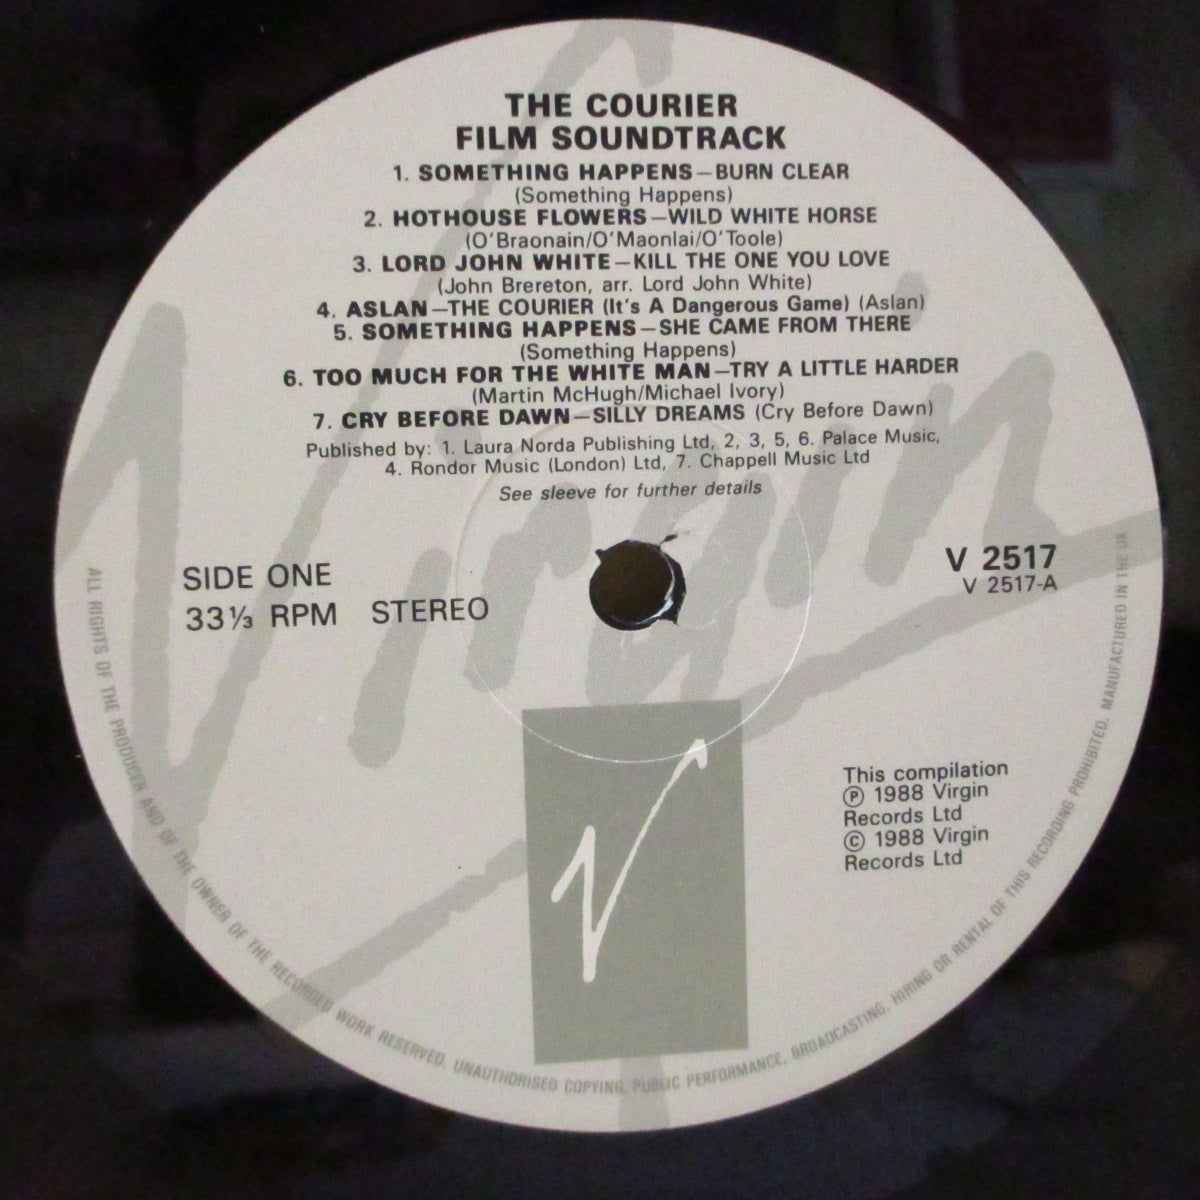 THE COURIER
FILM SOUNDTRACK
1. SOMETHING HAPPENS—BURN CLEAR
(Something Happens)
2. HOTHOUSE FLOWERS—WILD WHITE HORSE
(O'Braonain/O'Maonlai/O'Toole)
3. LORD JOHN WHITE—KILL THE ONE YOU LOVE
(John Brereton, arr. Lord John White)
4. ASLAN—THE COURIER (It's A Dangerous Game) (Aslan)
5. SOMETHING HAPPENS—SHE CAME FROM THERE
(Something Happens)
6. TOO MUCH FOR THE WHITE MAN—TRY A LITTLE HARDER
(Martin McHugh/Michael Ivory)
7. CRY BEFORE DAWN—SILLY DREAMS (Cry Before Dawn)
Published by: 1. Laura Norda Publishing Ltd, 2, 3, 5, 6. Palace Music,
4. Rondor Music (London) Ltd, 7. Chappell Music Ltd
See sleeve for further details
Virgin
SIDE ONE
33⅓ RPM STEREO
V 2517
V 2517-A
This compilation
Ⓟ 1988 Virgin
Records Ltd
© 1988 Virgin
Records Ltd
V
ALL RIGHTS OF THE PRODUCER AND OF THE OWNER OF THE RECORDED WORK RESERVED. UNAUTHORISED COPYING, PUBLIC PERFORMANCE, BROADCASTING, HIRING OR RENTAL OF THIS RECORDING PROHIBITED. MANUFACTURED IN THE UK